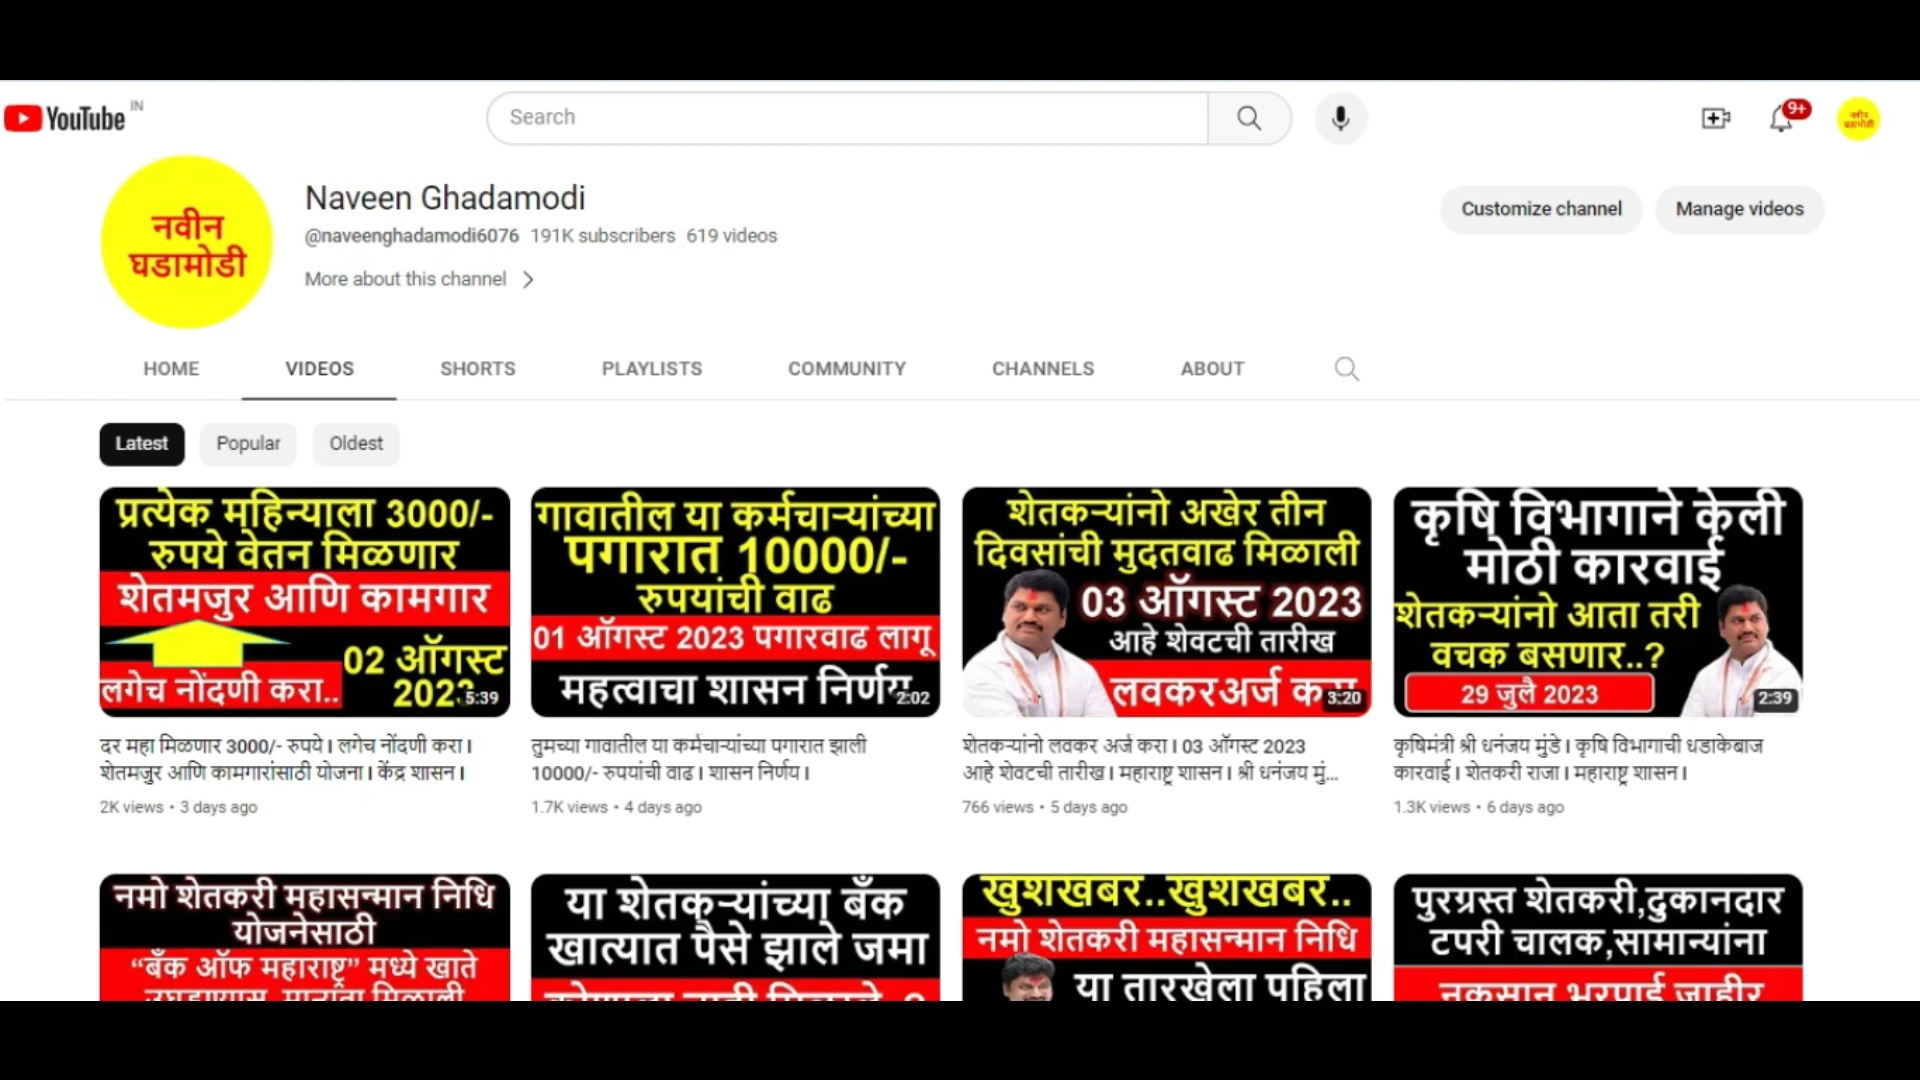 YouTube IN
Search
9+
नवीन
घडामोडी
नवीन
घडामोडी
Naveen Ghadamodi
@naveenghadamodi6076 191K subscribers 619 videos
More about this channel
Customize channel
Manage videos
HOME VIDEOS SHORTS PLAYLISTS COMMUNITY CHANNELS ABOUT
Latest Popular Oldest
प्रत्येक महिन्याला 3000/-
रुपये वेतन मिळणार
शेतमजुर आणि कामगार
02 ऑगस्ट
लगेच नोंदणी करा..
5:39
दर महा मिळणार 3000/- रुपये । लगेच नोंदणी करा ।
शेतमजुर आणि कामगारांसाठी योजना । केंद्र शासन ।
2K views • 3 days ago
गावातील या कर्मचाऱ्यांच्या
पगारात 10000/-
रुपयांची वाढ
01 ऑगस्ट 2023 पगारवाढ लागू
महत्वाचा शासन निर्णय
2:02
तुमच्या गावातील या कर्मचाऱ्यांच्या पगारात झाली
10000/- रुपयांची वाढ । शासन निर्णय ।
1.7K views • 4 days ago
शेतकऱ्यांनो अखेर तीन
दिवसांची मुदतवाढ मिळाली
03 ऑगस्ट 2023
आहे शेवटची तारीख
लवकर अर्ज
3:20
शेतकऱ्यांनो लवकर अर्ज करा । 03 ऑगस्ट 2023
आहे शेवटची तारीख । महाराष्ट्र शासन । श्री धनंजय मुं...
766 views • 5 days ago
कृषि विभागाने केली
मोठी कारवाई
शेतकऱ्यांनो आता तरी
वचक बसणार..?
29 जुलै 2023
2:39
कृषिमंत्री श्री धनंजय मुंडे । कृषि विभागाची धडाकेबाज
कारवाई । शेतकरी राजा । महाराष्ट्र शासन ।
1.3K views • 6 days ago
नमो शेतकरी महासन्मान निधि
योजनेसाठी
“बँक ऑफ महाराष्ट्र” मध्ये खाते
या शेतकऱ्यांच्या बँक
खात्यात पैसे झाले जमा
खुशखबर..खुशखबर..
नमो शेतकरी महासन्मान निधि
या तारखेला पहिला
पुरग्रस्त शेतकरी,दुकानदार
टपरी चालक,सामान्यांना
नुकसान भरपाई जाहीर